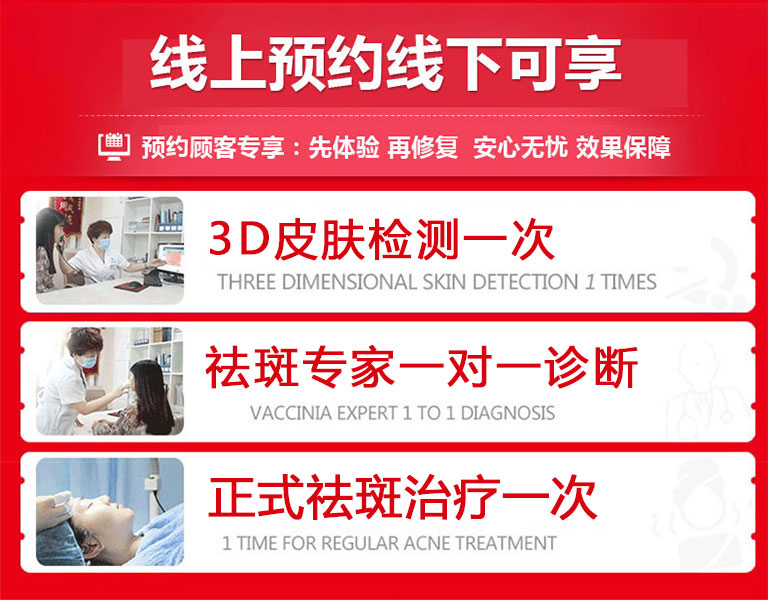 线上预约线下可享
预约顾客专享：先体验 再修复 安心无忧 效果保障
3D皮肤检测一次
THREE DIMENSIONAL SKIN DETECTION 1 TIMES
祛斑专家一对一诊断
VACCINIA EXPERT 1 TO 1 DIAGNOSIS
正式祛斑治疗一次
1 TIME FOR REGULAR ACNE TREATMENT